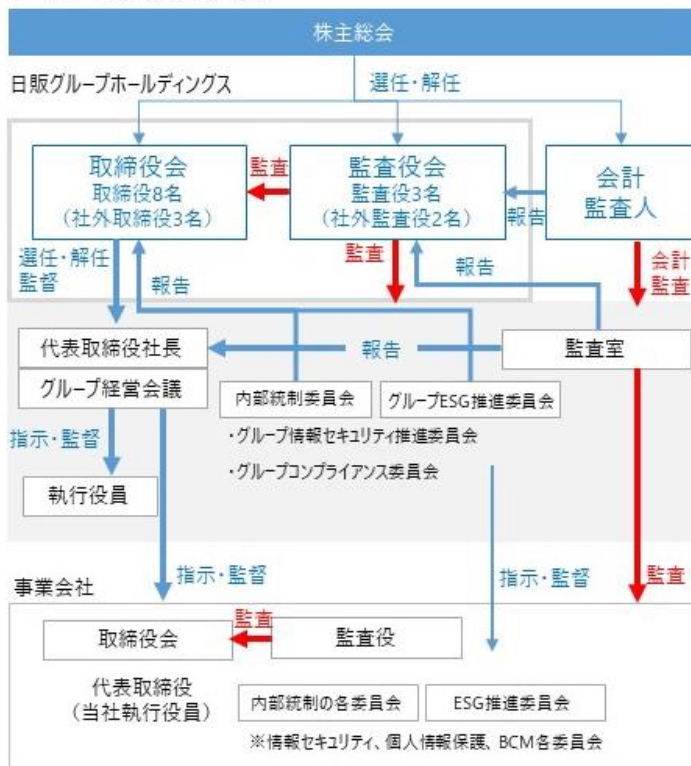 株主総会
日販グループホールディングス
選任・解任
取締役会
取締役8名
(社外取締役3名)
監査
監査役会
監査役3名
(社外監査役2名)
報告
会計
監査人
選任・解任
監督
報告
監査
報告
会計
監査
代表取締役社長
報告
監査室
グループ経営会議
内部統制委員会
グループESG推進委員会
指示・監督
・グループ情報セキュリティ推進委員会
・グループコンプライアンス委員会
執行役員
指示・監督
指示・監督
監査
事業会社
取締役会
監査
監査役
代表取締役
(当社執行役員)
内部統制の各委員会
ESG推進委員会
※情報セキュリティ、個人情報保護、BCM各委員会